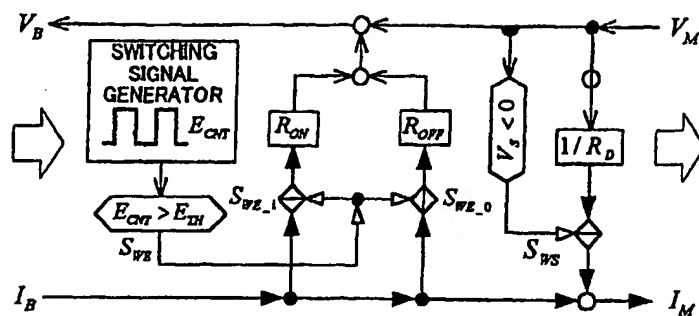 V_B
V_M
SWITCHING
SIGNAL
GENERATOR
E_CNT
R_ON
R_OFF
V_S < 0
1 / R_D
E_CNT > E_TH
S_WE_1
S_WE_0
S_WE
S_WS
I_B
I_M